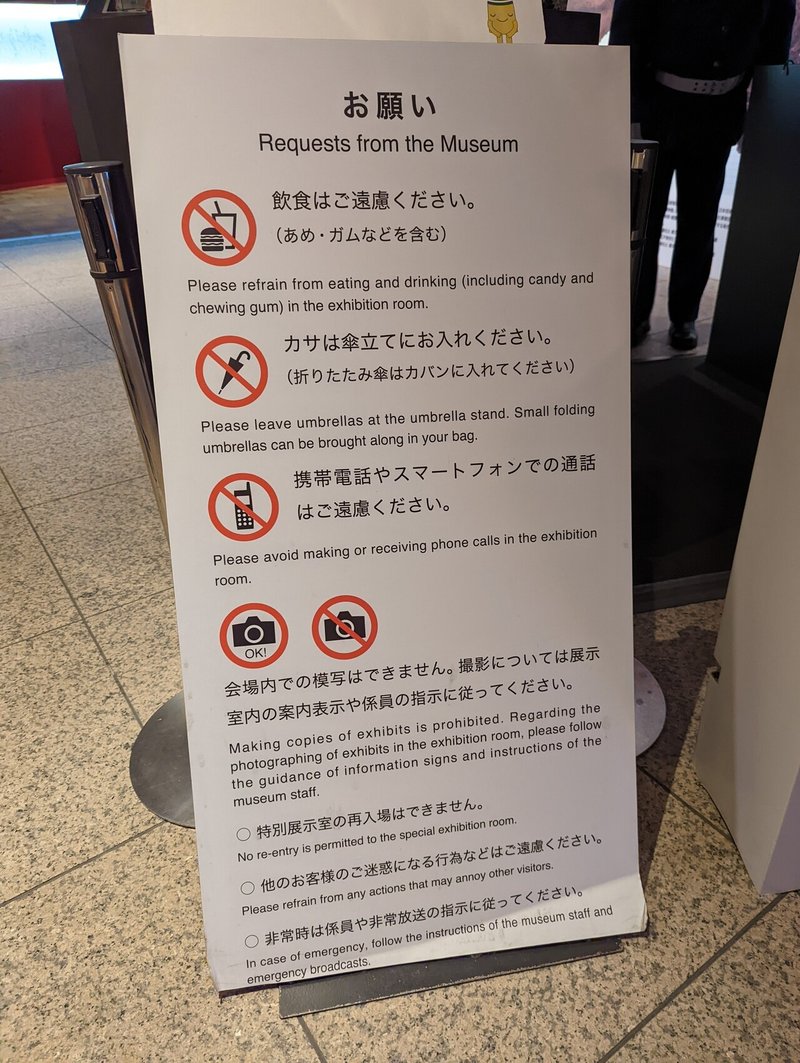 お願い
Requests from the Museum
飲食はご遠慮ください。
（あめ・ガムなどを含む）
Please refrain from eating and drinking (including candy and
chewing gum) in the exhibition room.
カサは傘立てにお入れください。
（折りたたみ傘はカバンに入れてください）
Please leave umbrellas at the umbrella stand. Small folding
umbrellas can be brought along in your bag.
携帯電話やスマートフォンでの通話
はご遠慮ください。
Please avoid making or receiving phone calls in the exhibition
room.
OK!
会場内での模写はできません。撮影については展示
室内の案内表示や係員の指示に従ってください。
Making copies of exhibits is prohibited. Regarding the
photographing of exhibits in the exhibition room, please follow
the guidance of information signs and instructions of the
museum staff.
○ 特別展示室の再入場はできません。
No re-entry is permitted to the special exhibition room.
○ 他のお客様のご迷惑になる行為などはご遠慮ください。
Please refrain from any actions that may annoy other visitors.
○ 非常時は係員や非常放送の指示に従ってください。
In case of emergency, follow the instructions of the museum staff and
emergency broadcasts.